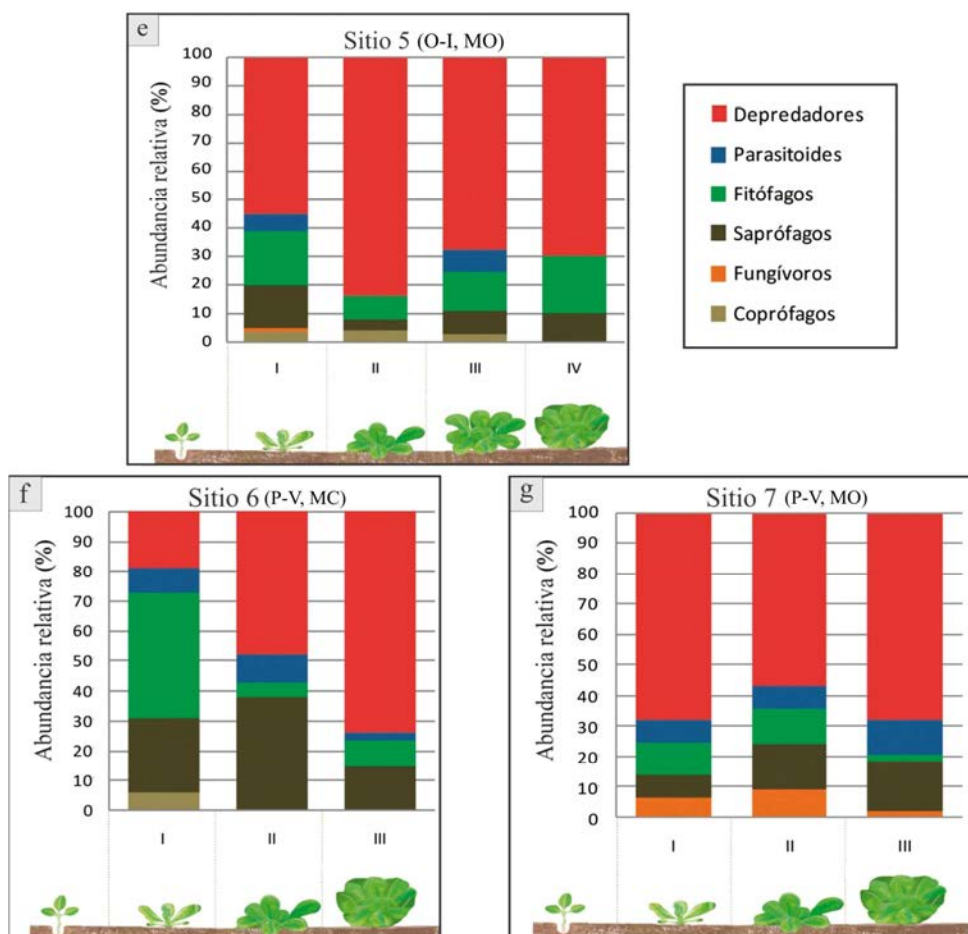 e
Sitio 5 (O-I, MO)
Abundancia relativa (%)
100
90
80
70
60
50
40
30
20
10
0
I II III IV
Depredadores
Parasitoides
Fitófagos
Saprófagos
Fungívoros
Coprófagos
f
Sitio 6 (P-V, MC)
Abundancia relativa (%)
100
90
80
70
60
50
40
30
20
10
0
I II III
g
Sitio 7 (P-V, MO)
Abundancia relativa (%)
100
90
80
70
60
50
40
30
20
10
0
I II III